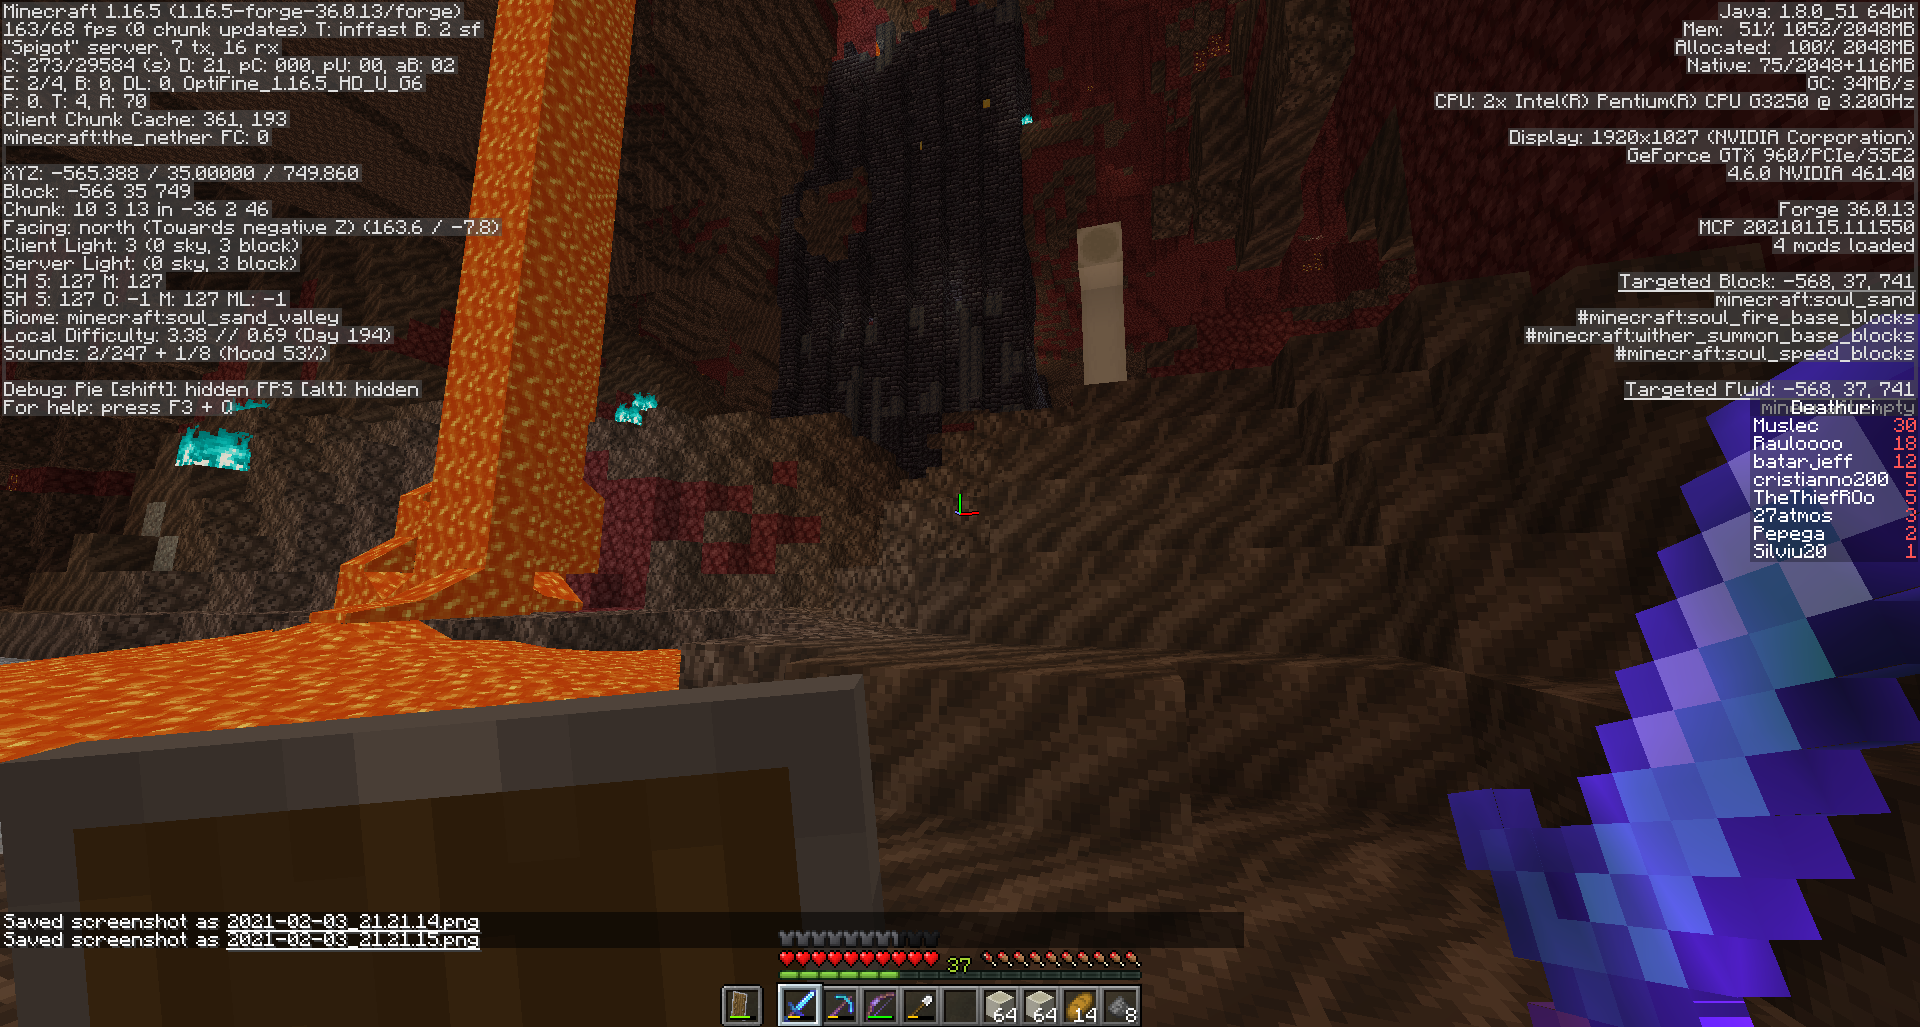 Minecraft 1.16.5 (1.16.5-forge-36.0.13/forge)
163/68 fps (0 chunk updates) T: inffast B: 2 sf
"Spigot" server, 7 tx, 16 rx
C: 273/29584 (s) D: 21, pC: 000, pU: 00, aB: 02
E: 2/4, B: 0, DL: 0, OptiFine_1.16.5_HD_U_G6
P: 0. T: 4, A: 70
Client Chunk Cache: 361, 193
minecraft:the_nether FC: 0
XYZ: -565.388 / 35.00000 / 749.860
Block: -566 35 749
Chunk: 10 3 13 in -36 2 46
Facing: north (Towards negative Z) (163.6 / -7.8)
Client Light: 3 (0 sky, 3 block)
Server Light: (0 sky, 3 block)
CH S: 127 M: 127
SH S: 127 O: -1 M: 127 ML: -1
Biome: minecraft:soul_sand_valley
Local Difficulty: 3.38 // 0.69 (Day 194)
Sounds: 2/247 + 1/8 (Mood 53%)
Debug: Pie [shift]: hidden FPS [alt]: hidden
For help: press F3 + Q
Java: 1.8.0_51 64bit
Mem: 51% 1052/2048MB
Allocated: 100% 2048MB
Native: 75/2048+116MB
GC: 34MB/s
CPU: 2x Intel(R) Pentium(R) CPU G3250 @ 3.20GHz
Display: 1920x1027 (NVIDIA Corporation)
GeForce GTX 960/PCIe/SSE2
4.6.0 NVIDIA 461.40
Forge 36.0.13
MCP 20210115.111550
4 mods loaded
Targeted Block: -568, 37, 741
minecraft:soul_sand
#minecraft:soul_fire_base_blocks
#minecraft:wither_summon_base_blocks
#minecraft:soul_speed_blocks
Targeted Fluid: -568, 37, 741
Deathuri
Muslec 30
Rauloooo 18
batarjeff 12
cristianno200 5
TheThiefROo 5
27atmos 3
Pepega 2
Silviu20 1
Saved screenshot as 2021-02-03_21.21.14.png
Saved screenshot as 2021-02-03_21.21.15.png
37
64 64 14 8